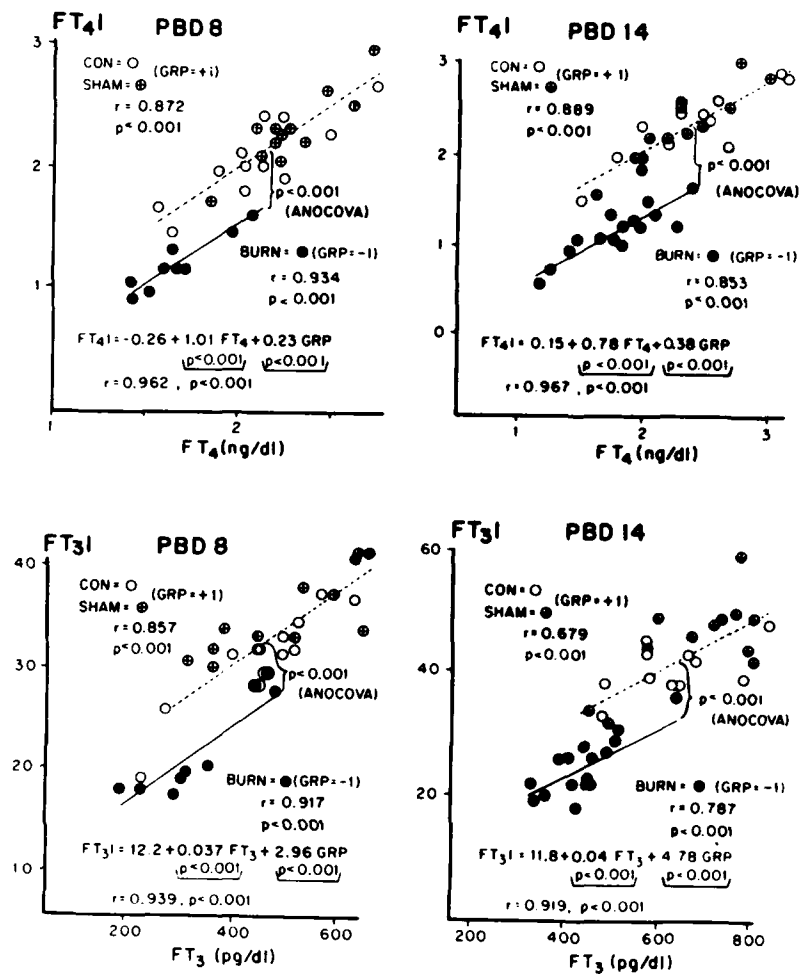 FT4I PBD 8
3
CON = (GRP=+1)
SHAM =
r = 0.872
p< 0.001
2
p<0.001
(ANOCOVA)
BURN = (GRP=-1)
1
r = 0.934
p< 0.001
FT4I = -0.26 + 1.01 FT4 + 0.23 GRP
p<0.001 p<0.001
r = 0.962 , p<0.001
1 2
FT4 (ng/dl)
FT4I PBD 14
3
CON = (GRP = + 1)
SHAM =
r = 0.889
p< 0.001
2
p<0.001
(ANOCOVA)
1
BURN = (GRP = -1)
r = 0.853
p< 0.001
0
FT4I = 0.15 + 0.78 FT4 + 0.38 GRP
p<0.001 p<0.001
r = 0.967 , p<0.001
1 2 3
FT4 (ng/dl)
FT3I PBD 8
40
CON = (GRP=+1)
SHAM =
r = 0.857
p< 0.001
30
p<0.001
(ANOCOVA)
20
BURN = (GRP=-1)
r = 0.917
p<0.001
FT3I = 12.2 + 0.037 FT3 + 2.96 GRP
10
p<0.001 p<0.001
r = 0.939, p<0.001
200 400 600
FT3 (pg/dl)
FT3I PBD 14
60
CON = (GRP=+1)
SHAM =
r = 0.679
p< 0.001
40
p<0.001
(ANOCOVA)
20
BURN = (GRP = -1)
r = 0.787
p<0.001
FT3I = 11.8 + 0.04 FT3 + 4.78 GRP
p<0.001 p<0.001
r = 0.919, p<0.001
200 400 600 800
FT3 (pg/dl)